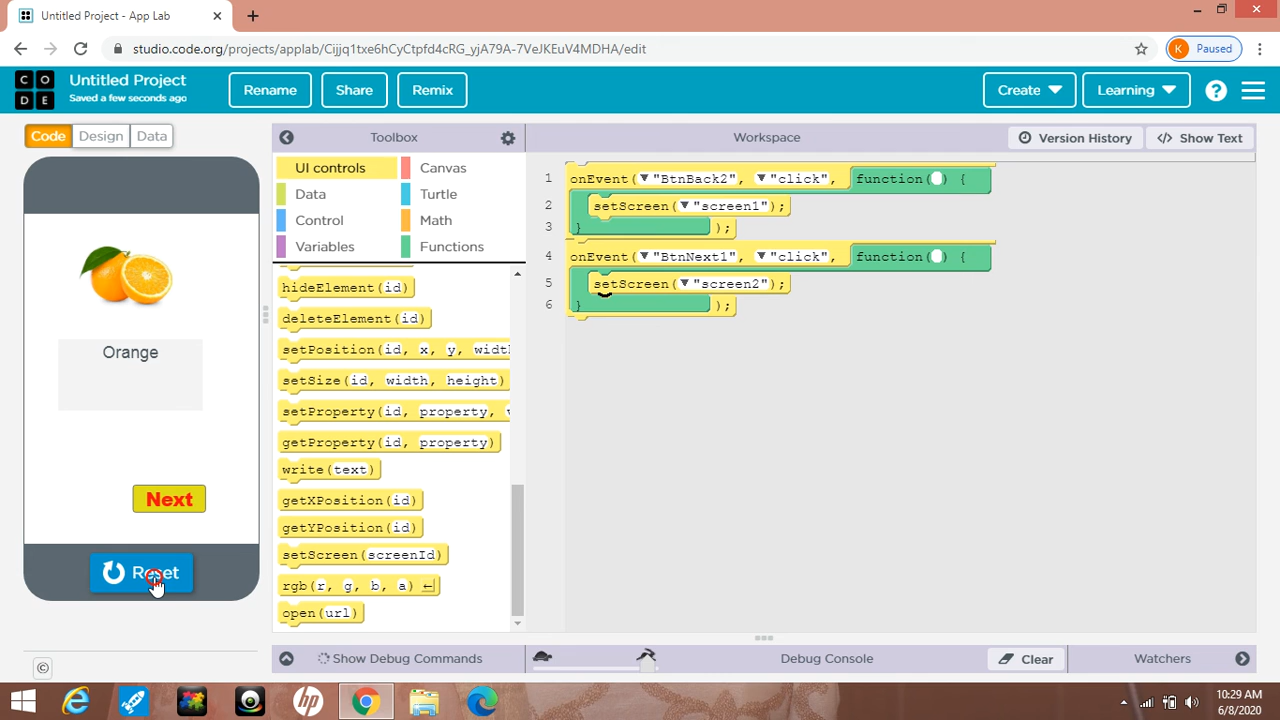 Untitled Project - App Lab
studio.code.org/projects/applab/Cijjq1txe6hCyCtpfd4cRG_yjA79A-7VeJKEuV4MDHA/edit
K Paused
C O D E
Untitled Project
Saved a few seconds ago
Rename
Share
Remix
Create
Learning
?
Code
Design
Data
Toolbox
Workspace
Version History
</> Show Text
UI controls
Canvas
Data
Turtle
Control
Math
Variables
Functions
hideElement(id)
deleteElement(id)
setPosition(id, x, y, widt
setSize(id, width, height)
setProperty(id, property,
getProperty(id, property)
write(text)
getXPosition(id)
getYPosition(id)
setScreen(screenId)
rgb(r, g, b, a)
open(url)
1 onEvent(▼"BtnBack2", ▼"click", function( ) {
2 setScreen(▼"screen1");
3 } );
4 onEvent(▼"BtnNext1", ▼"click", function( ) {
5 setScreen(▼"screen2");
6 } );
Orange
Next
Reset
©
Show Debug Commands
Debug Console
Clear
Watchers
hp
10:29 AM
6/8/2020